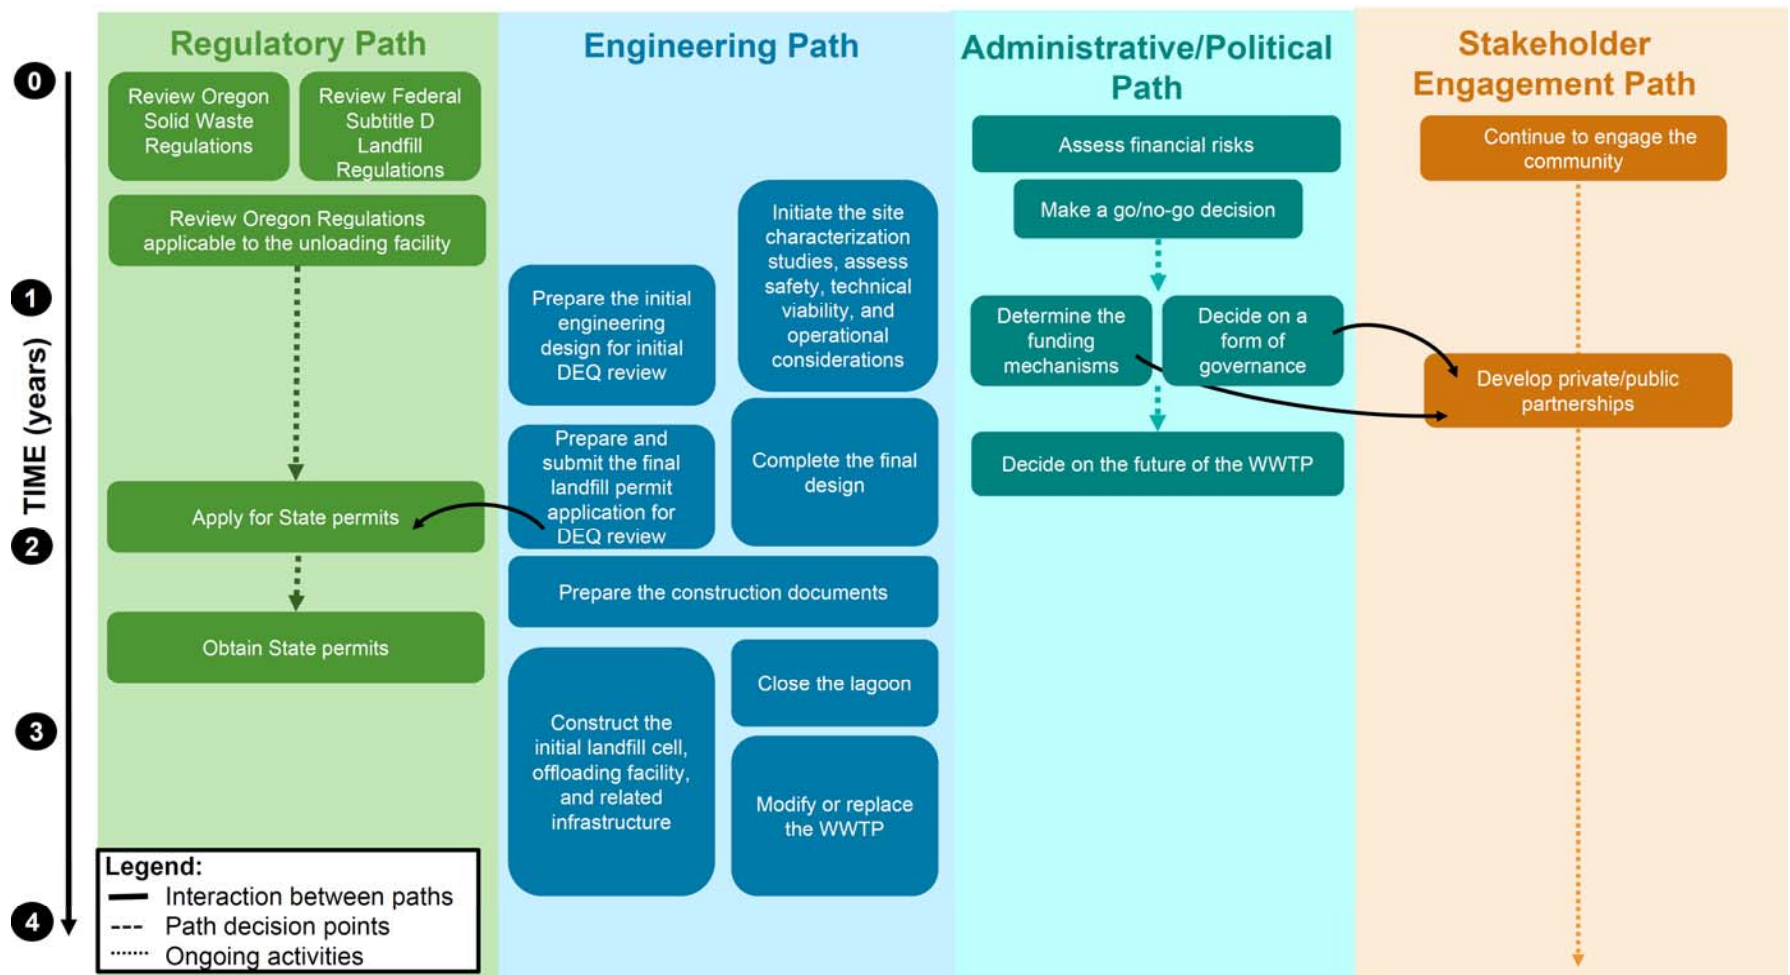 Regulatory Path
Review Oregon
Solid Waste
Regulations
Review Federal
Subtitle D
Landfill
Regulations
Review Oregon Regulations
applicable to the unloading facility
Apply for State permits
Obtain State permits
Engineering Path
Initiate the site
characterization
studies, assess
safety, technical
viability, and
operational
considerations
Prepare the initial
engineering
design for initial
DEQ review
Prepare and
submit the final
landfill permit
application for
DEQ review
Complete the final
design
Prepare the construction documents
Close the lagoon
Construct the
initial landfill cell,
offloading facility,
and related
infrastructure
Modify or replace
the WWTP
Administrative/Political
Path
Assess financial risks
Make a go/no-go decision
Determine the
funding
mechanisms
Decide on a
form of
governance
Decide on the future of the WWTP
Stakeholder
Engagement Path
Continue to engage the
community
Develop private/public
partnerships
0
1
TIME (years)
2
3
4
Legend:
Interaction between paths
Path decision points
Ongoing activities